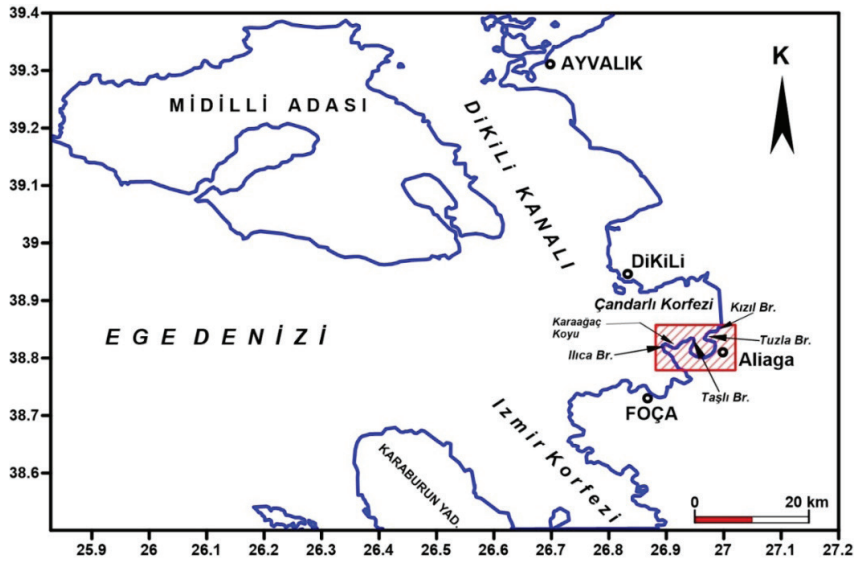 39.4
39.3
39.2
39.1
39
38.9
38.8
38.7
38.6
AYVALIK
K
MİDİLLİ ADASI
DİKİLİ KANALI
DİKİLİ
Çandarlı Korfezi
Kızıl Br.
Karaağaç
Koyu
Tuzla Br.
EGE DENİZİ
Ilıca Br.
Aliaga
Taşlı Br.
FOÇA
Izmir Korfezi
KARABURUN YAD.
0 20 km
25.9 26 26.1 26.2 26.3 26.4 26.5 26.6 26.7 26.8 26.9 27 27.1 27.2